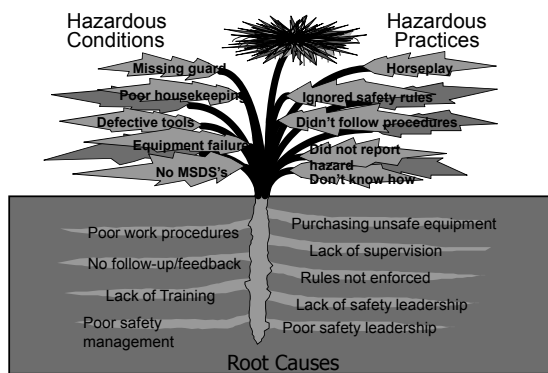 Hazardous
Conditions
Hazardous
Practices
Missing guard
Poor housekeeping
Defective tools
Equipment failure
No MSDS's
Horseplay
Ignored safety rules
Didn't follow procedures
Did not report
hazard
Don't know how
Poor work procedures
No follow-up/feedback
Lack of Training
Poor safety
management
Purchasing unsafe equipment
Lack of supervision
Rules not enforced
Lack of safety leadership
Poor safety leadership
Root Causes